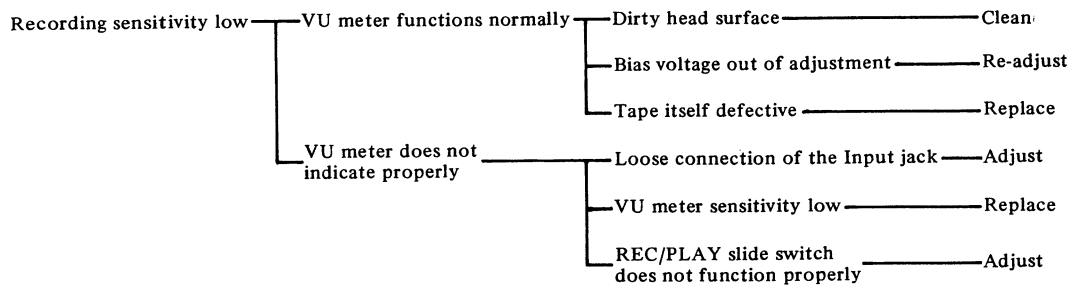 Recording sensitivity low VU meter functions normally Dirty head surface Clean
Bias voltage out of adjustment Re-adjust
Tape itself defective Replace
VU meter does not
indicate properly
Loose connection of the Input jack Adjust
VU meter sensitivity low Replace
REC/PLAY slide switch
does not function properly
Adjust